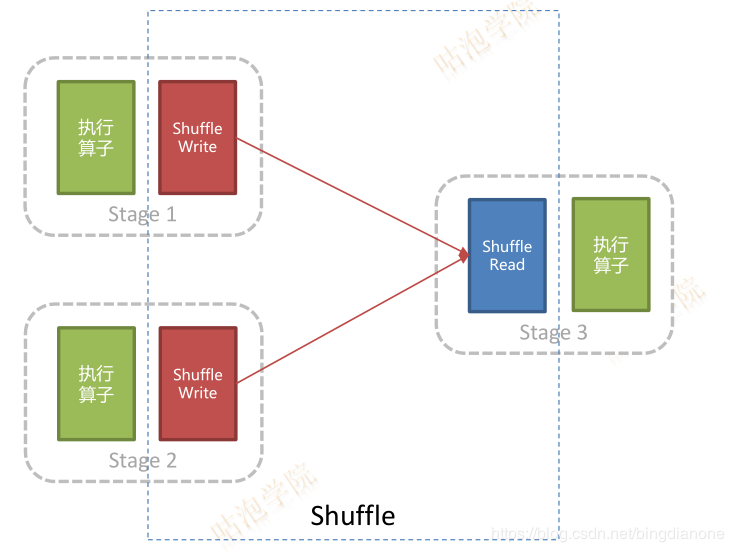 咕泡学院
执行
算子
Shuffle
Write
Stage 1
Shuffle
Read
执行
算子
Stage 3
院
执行
算子
Shuffle
Write
Stage 2
咕泡学院
Shuffle
https://blog.csdn.net/bingdianone